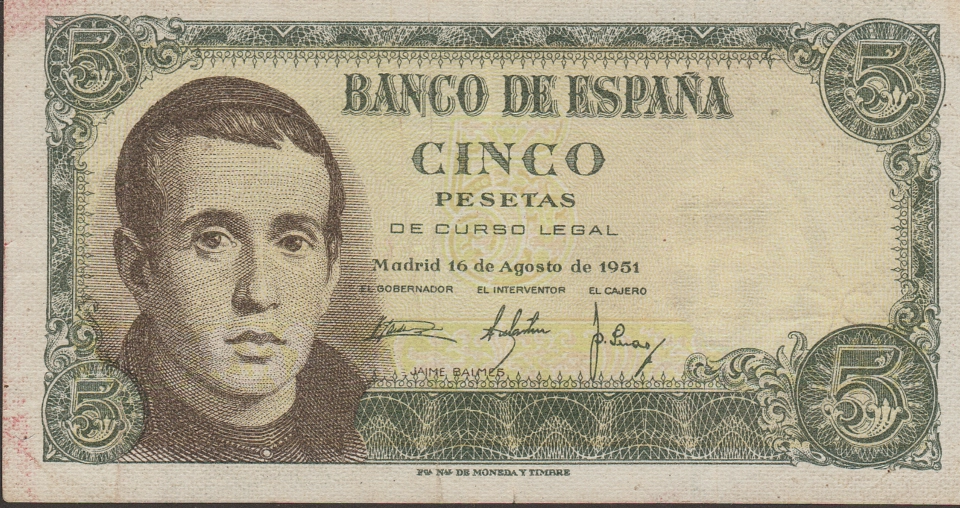 5 5
BANCO DE ESPAÑA
CINCO
PESETAS
DE CURSO LEGAL
Madrid 16 de Agosto de 1951
EL GOBERNADOR EL INTERVENTOR EL CAJERO
JAIME BALMES
5 5
Fca Nal DE MONEDA Y TIMBRE